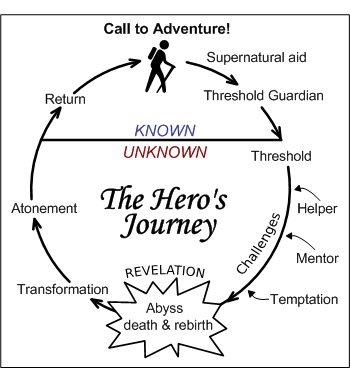 Call to Adventure!
Supernatural aid
Threshold Guardian
Return
KNOWN
UNKNOWN
Threshold
The Hero's
Journey
Helper
Atonement
Challenges
Mentor
REVELATION
Transformation
Temptation
Abyss
death & rebirth